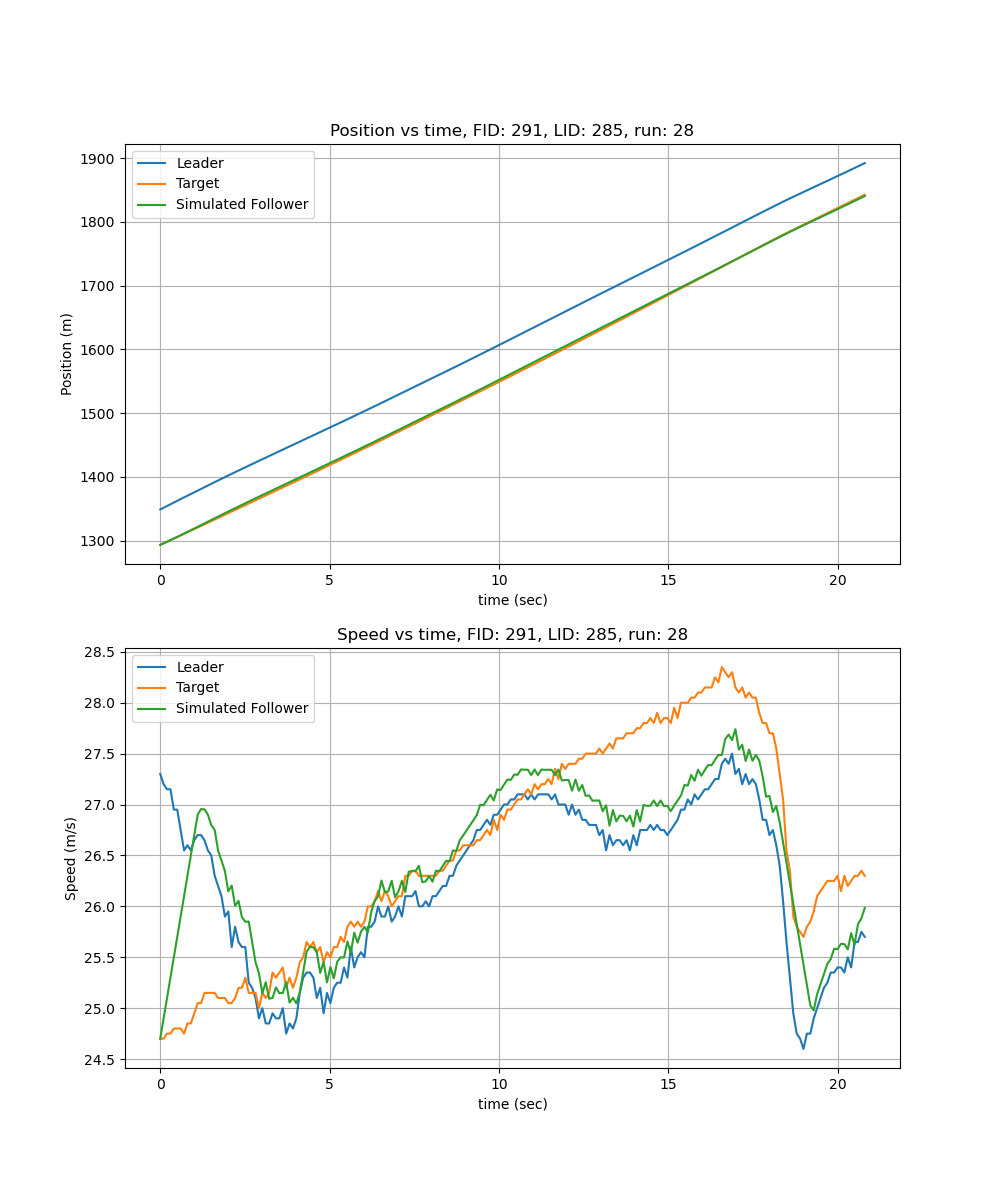 Position vs time, FID: 291, LID: 285, run: 28
Leader
Target
Simulated Follower
1900
1800
1700
1600
1500
1400
1300
Position (m)
0 5 10 15 20
time (sec)
Speed vs time, FID: 291, LID: 285, run: 28
Leader
Target
Simulated Follower
28.5
28.0
27.5
27.0
26.5
26.0
25.5
25.0
24.5
Speed (m/s)
0 5 10 15 20
time (sec)